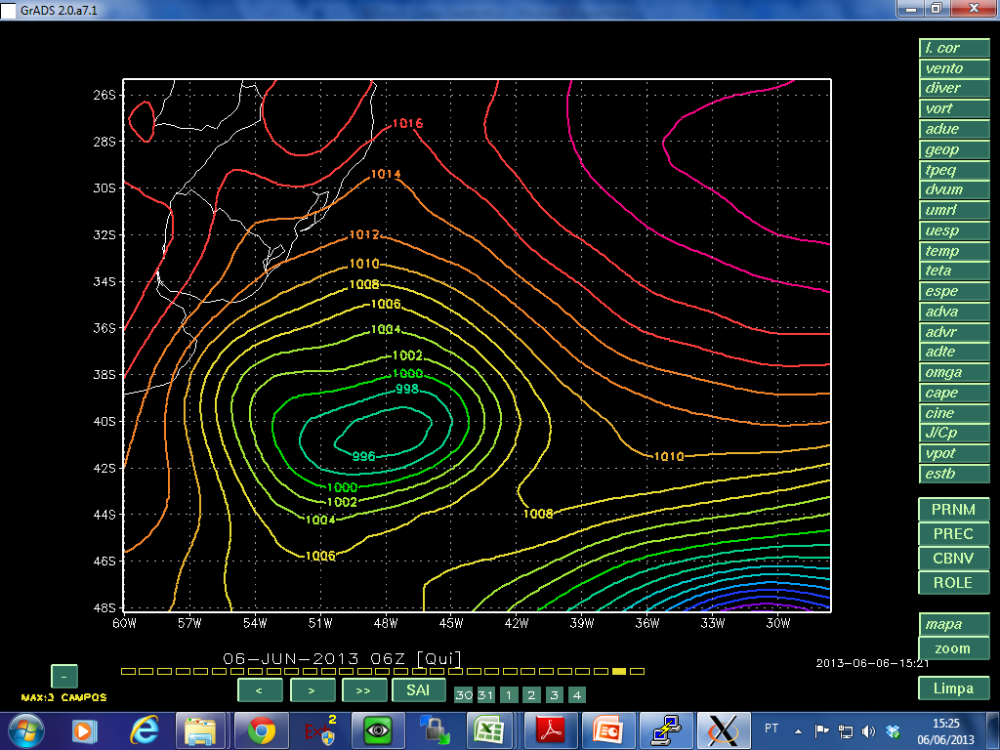 GrADS 2.0.a7.1
26S
28S
30S
32S
34S
36S
38S
40S
42S
44S
46S
48S
60W 57W 54W 51W 48W 45W 42W 39W 36W 33W 30W
1016
1014
1012
1010
1008
1006
1004
1002
1000
998
996
1000
1002
1004
1006
1010
1008
l. cor
vento
diver
vort
adue
geop
tpeq
dvum
umrl
uesp
temp
teta
espe
adva
advr
adte
omga
cape
cine
J/Cp
vpot
estb
PRNM
PREC
CBNV
ROLE
mapa
zoom
Limpa
06-JUN-2013 06Z [Qui]
2013-06-06-15:21
-
MAX:3 CAMPOS
< > >> SAI 30 31 1 2 3 4
Ext 2
PT
15:25
06/06/2013